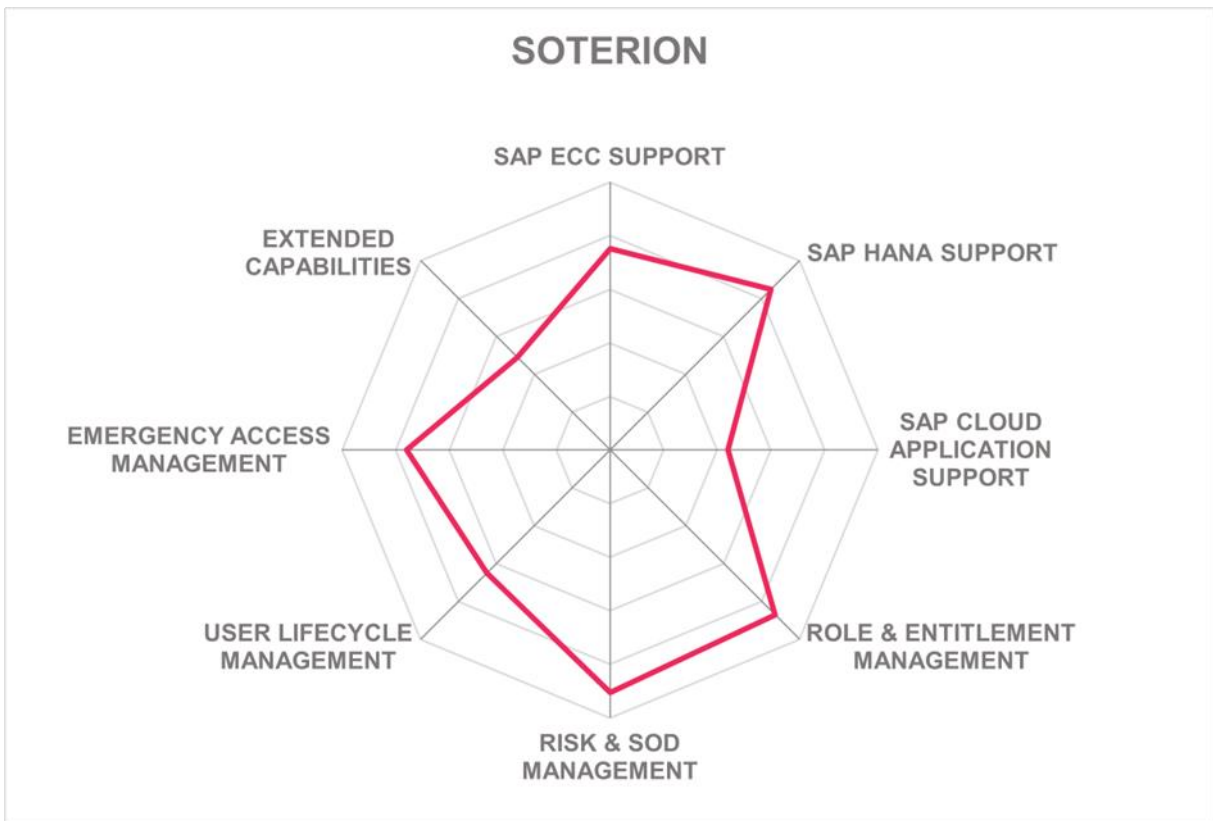 SOTERION
SAP ECC SUPPORT
EXTENDED
CAPABILITIES
SAP HANA SUPPORT
EMERGENCY ACCESS
MANAGEMENT
SAP CLOUD
APPLICATION
SUPPORT
USER LIFECYCLE
MANAGEMENT
ROLE & ENTITLEMENT
MANAGEMENT
RISK & SOD
MANAGEMENT